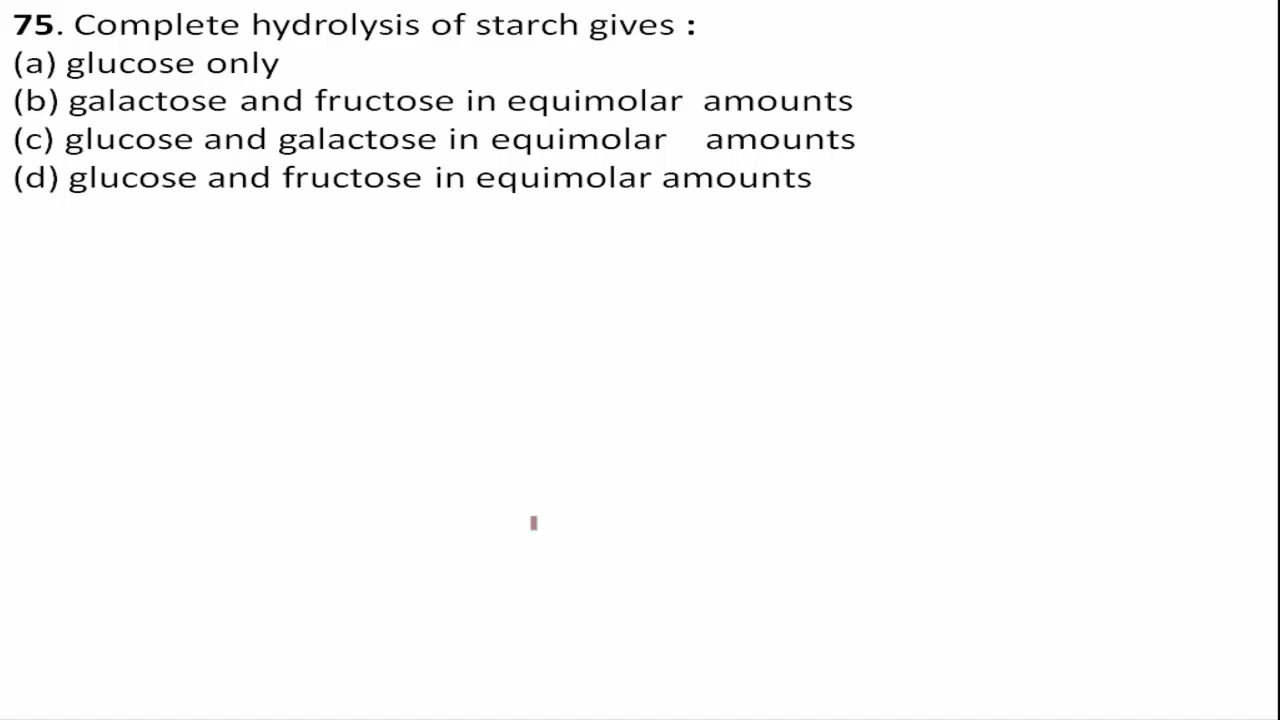 75. Complete hydrolysis of starch gives :
(a) glucose only
(b) galactose and fructose in equimolar amounts
(c) glucose and galactose in equimolar amounts
(d) glucose and fructose in equimolar amounts